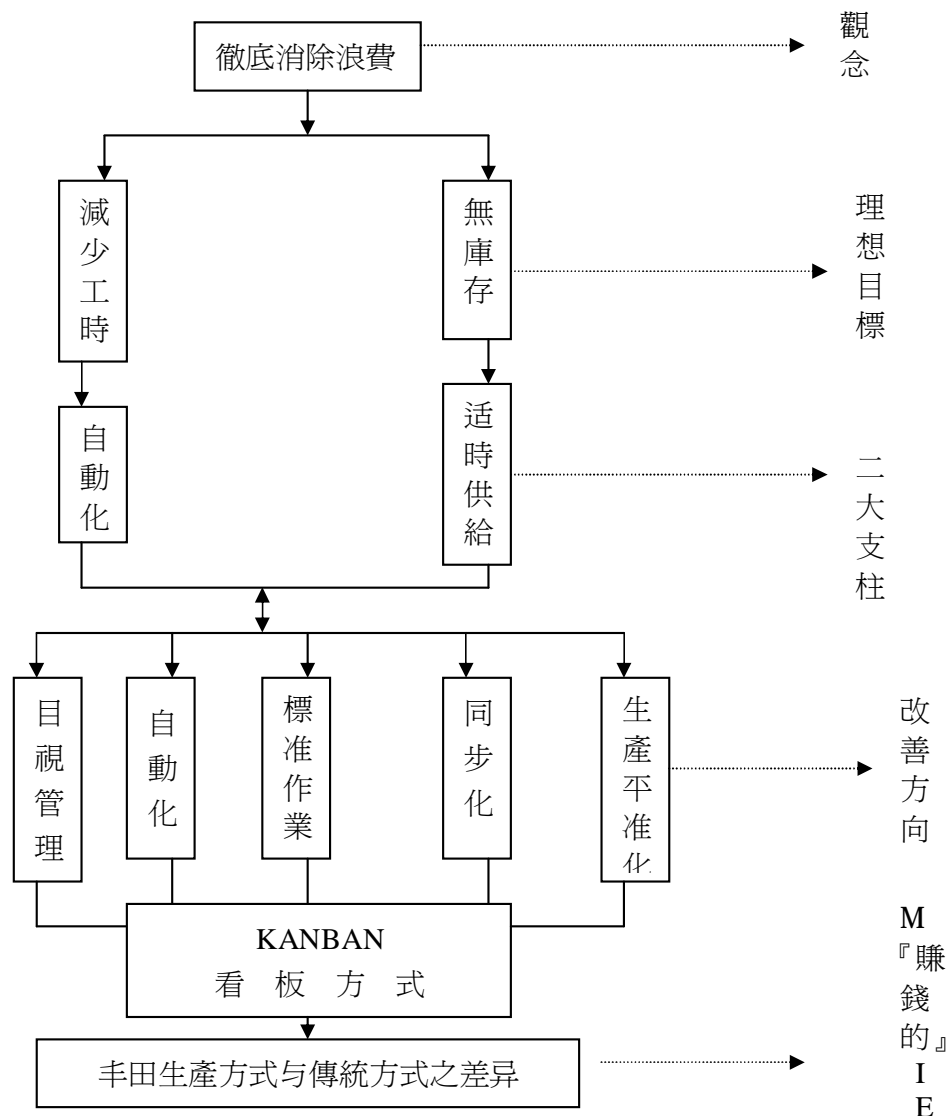 徹底消除浪費
觀念
減少工時
無庫存
理想目標
自動化
适時供給
二大支柱
目視管理
自動化
標准作業
同步化
生產平准化
改善方向
KANBAN
看 板 方 式
丰田生產方式与傳統方式之差异
M『賺錢的』IE